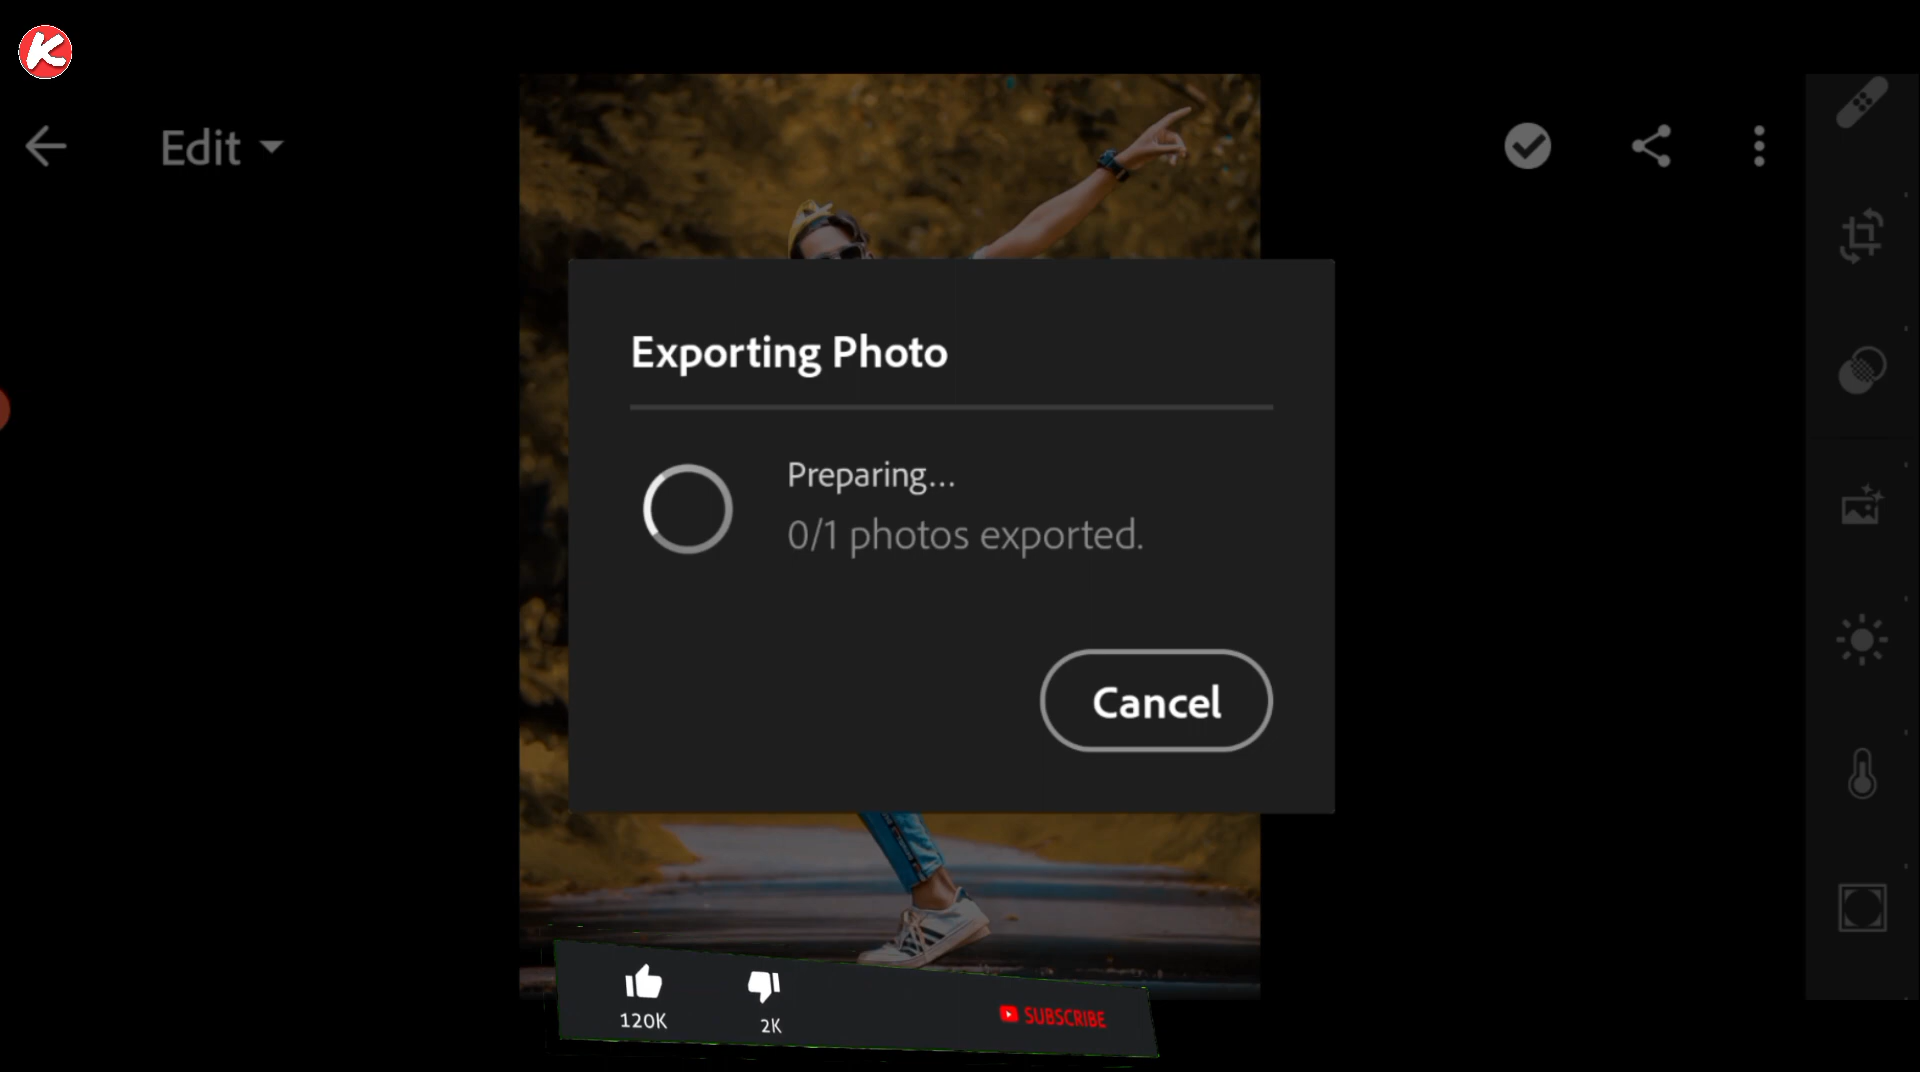 K
Edit
Exporting Photo
Preparing...
0/1 photos exported.
Cancel
120K
2K
SUBSCRIBE